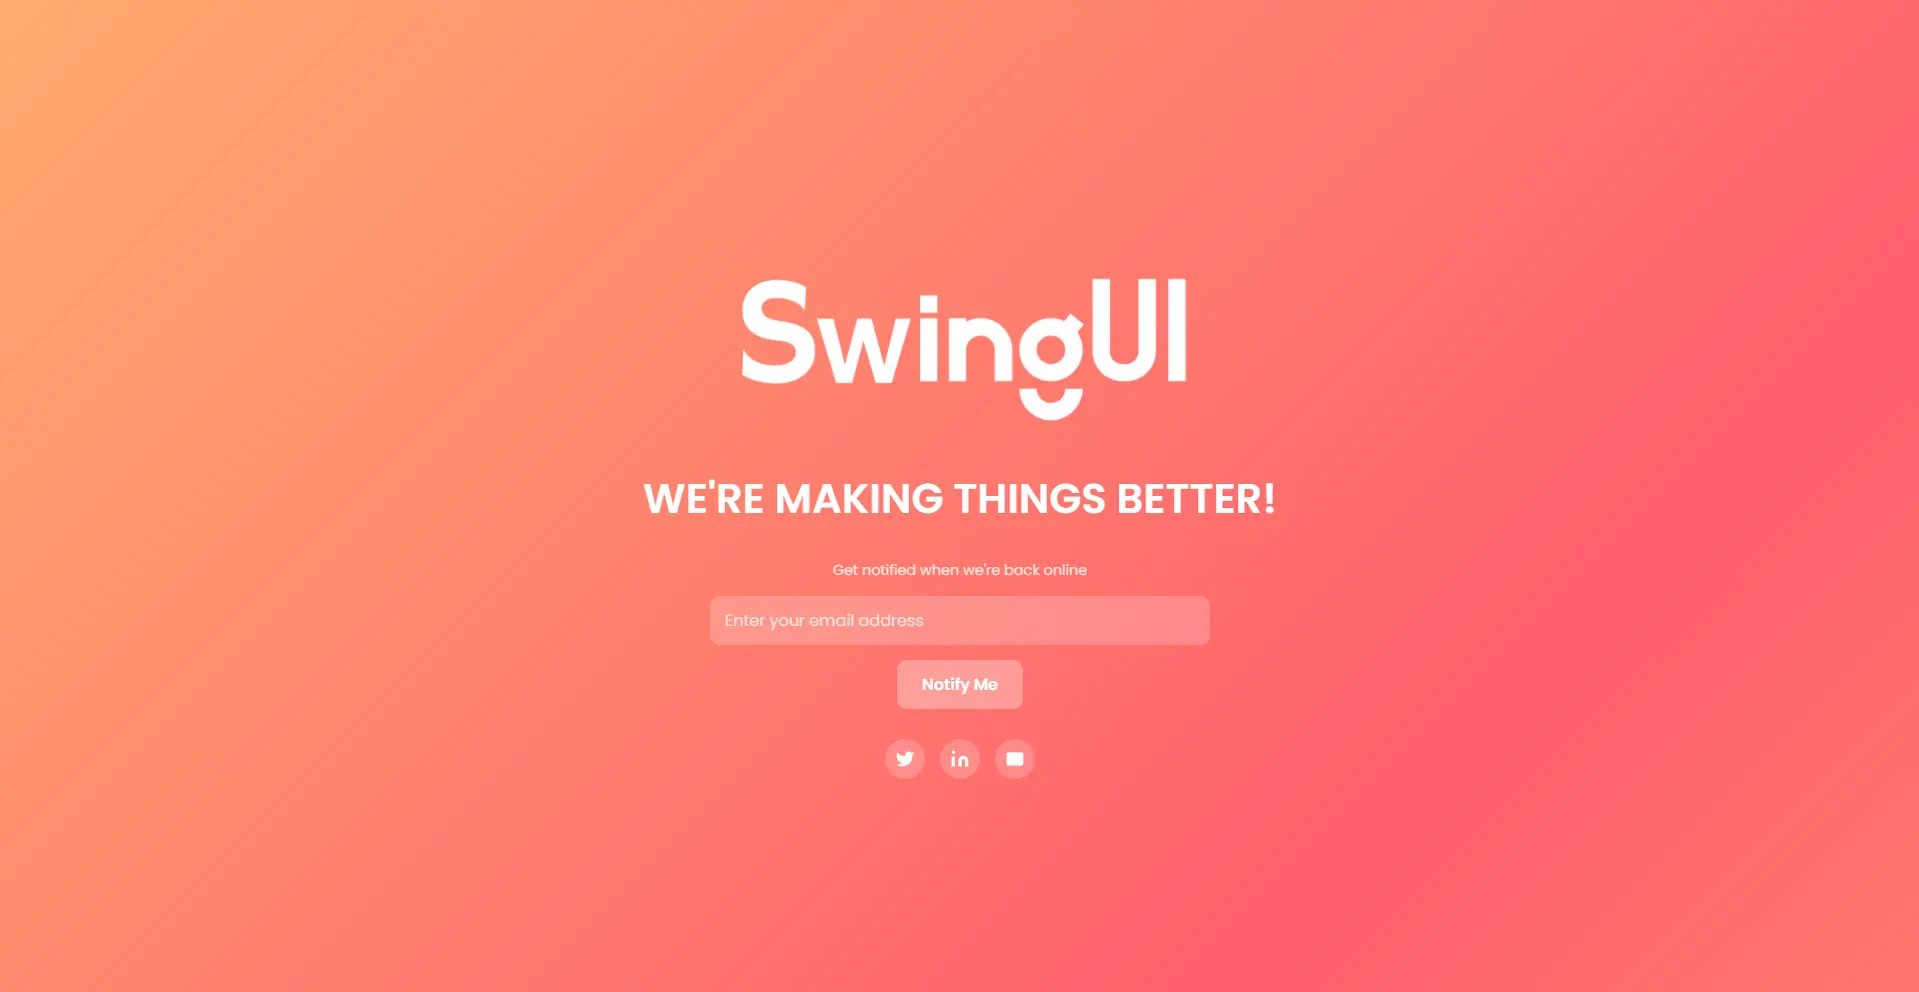 SwingUI
WE'RE MAKING THINGS BETTER!
Get notified when we're back online
Enter your email address
Notify Me